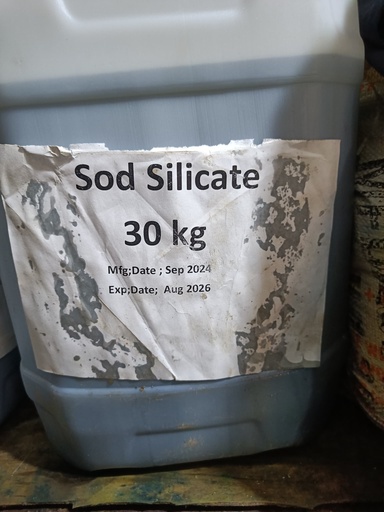 Sod Silicate
30 kg
Mfg;Date ; Sep 2024
Exp;Date;  Aug 2026